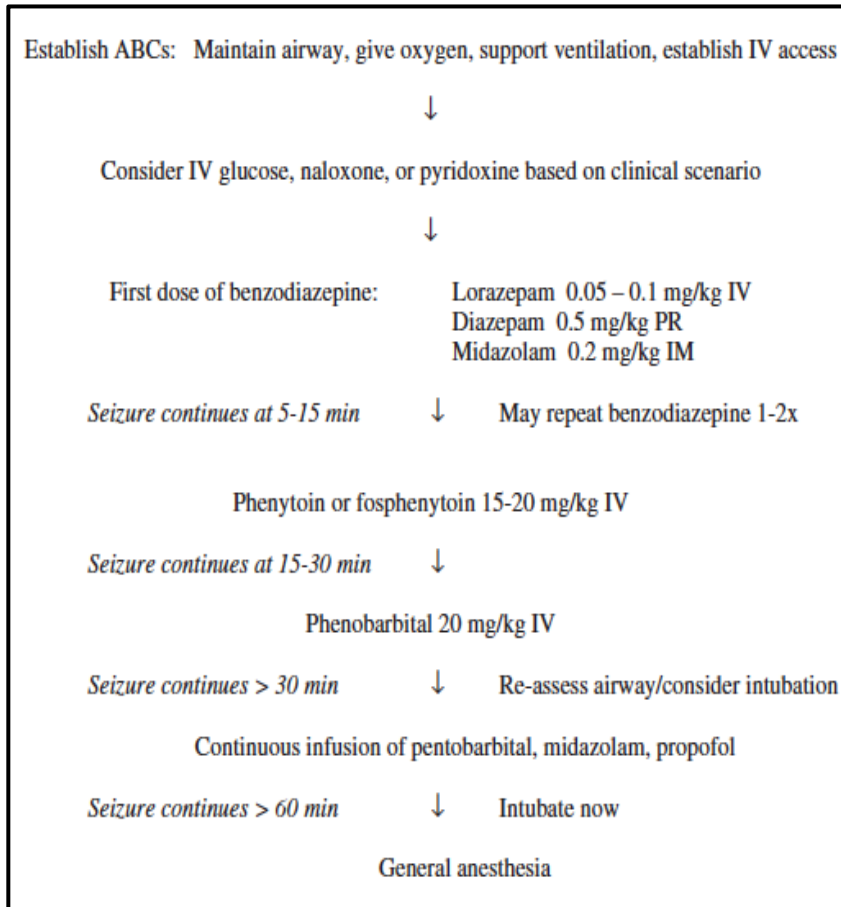 Establish ABCs: Maintain airway, give oxygen, support ventilation, establish IV access
↓
Consider IV glucose, naloxone, or pyridoxine based on clinical scenario
↓
First dose of benzodiazepine: Lorazepam 0.05 – 0.1 mg/kg IV
Diazepam 0.5 mg/kg PR
Midazolam 0.2 mg/kg IM
Seizure continues at 5-15 min ↓ May repeat benzodiazepine 1-2x
Phenytoin or fosphenytoin 15-20 mg/kg IV
Seizure continues at 15-30 min ↓
Phenobarbital 20 mg/kg IV
Seizure continues > 30 min ↓ Re-assess airway/consider intubation
Continuous infusion of pentobarbital, midazolam, propofol
Seizure continues > 60 min ↓ Intubate now
General anesthesia